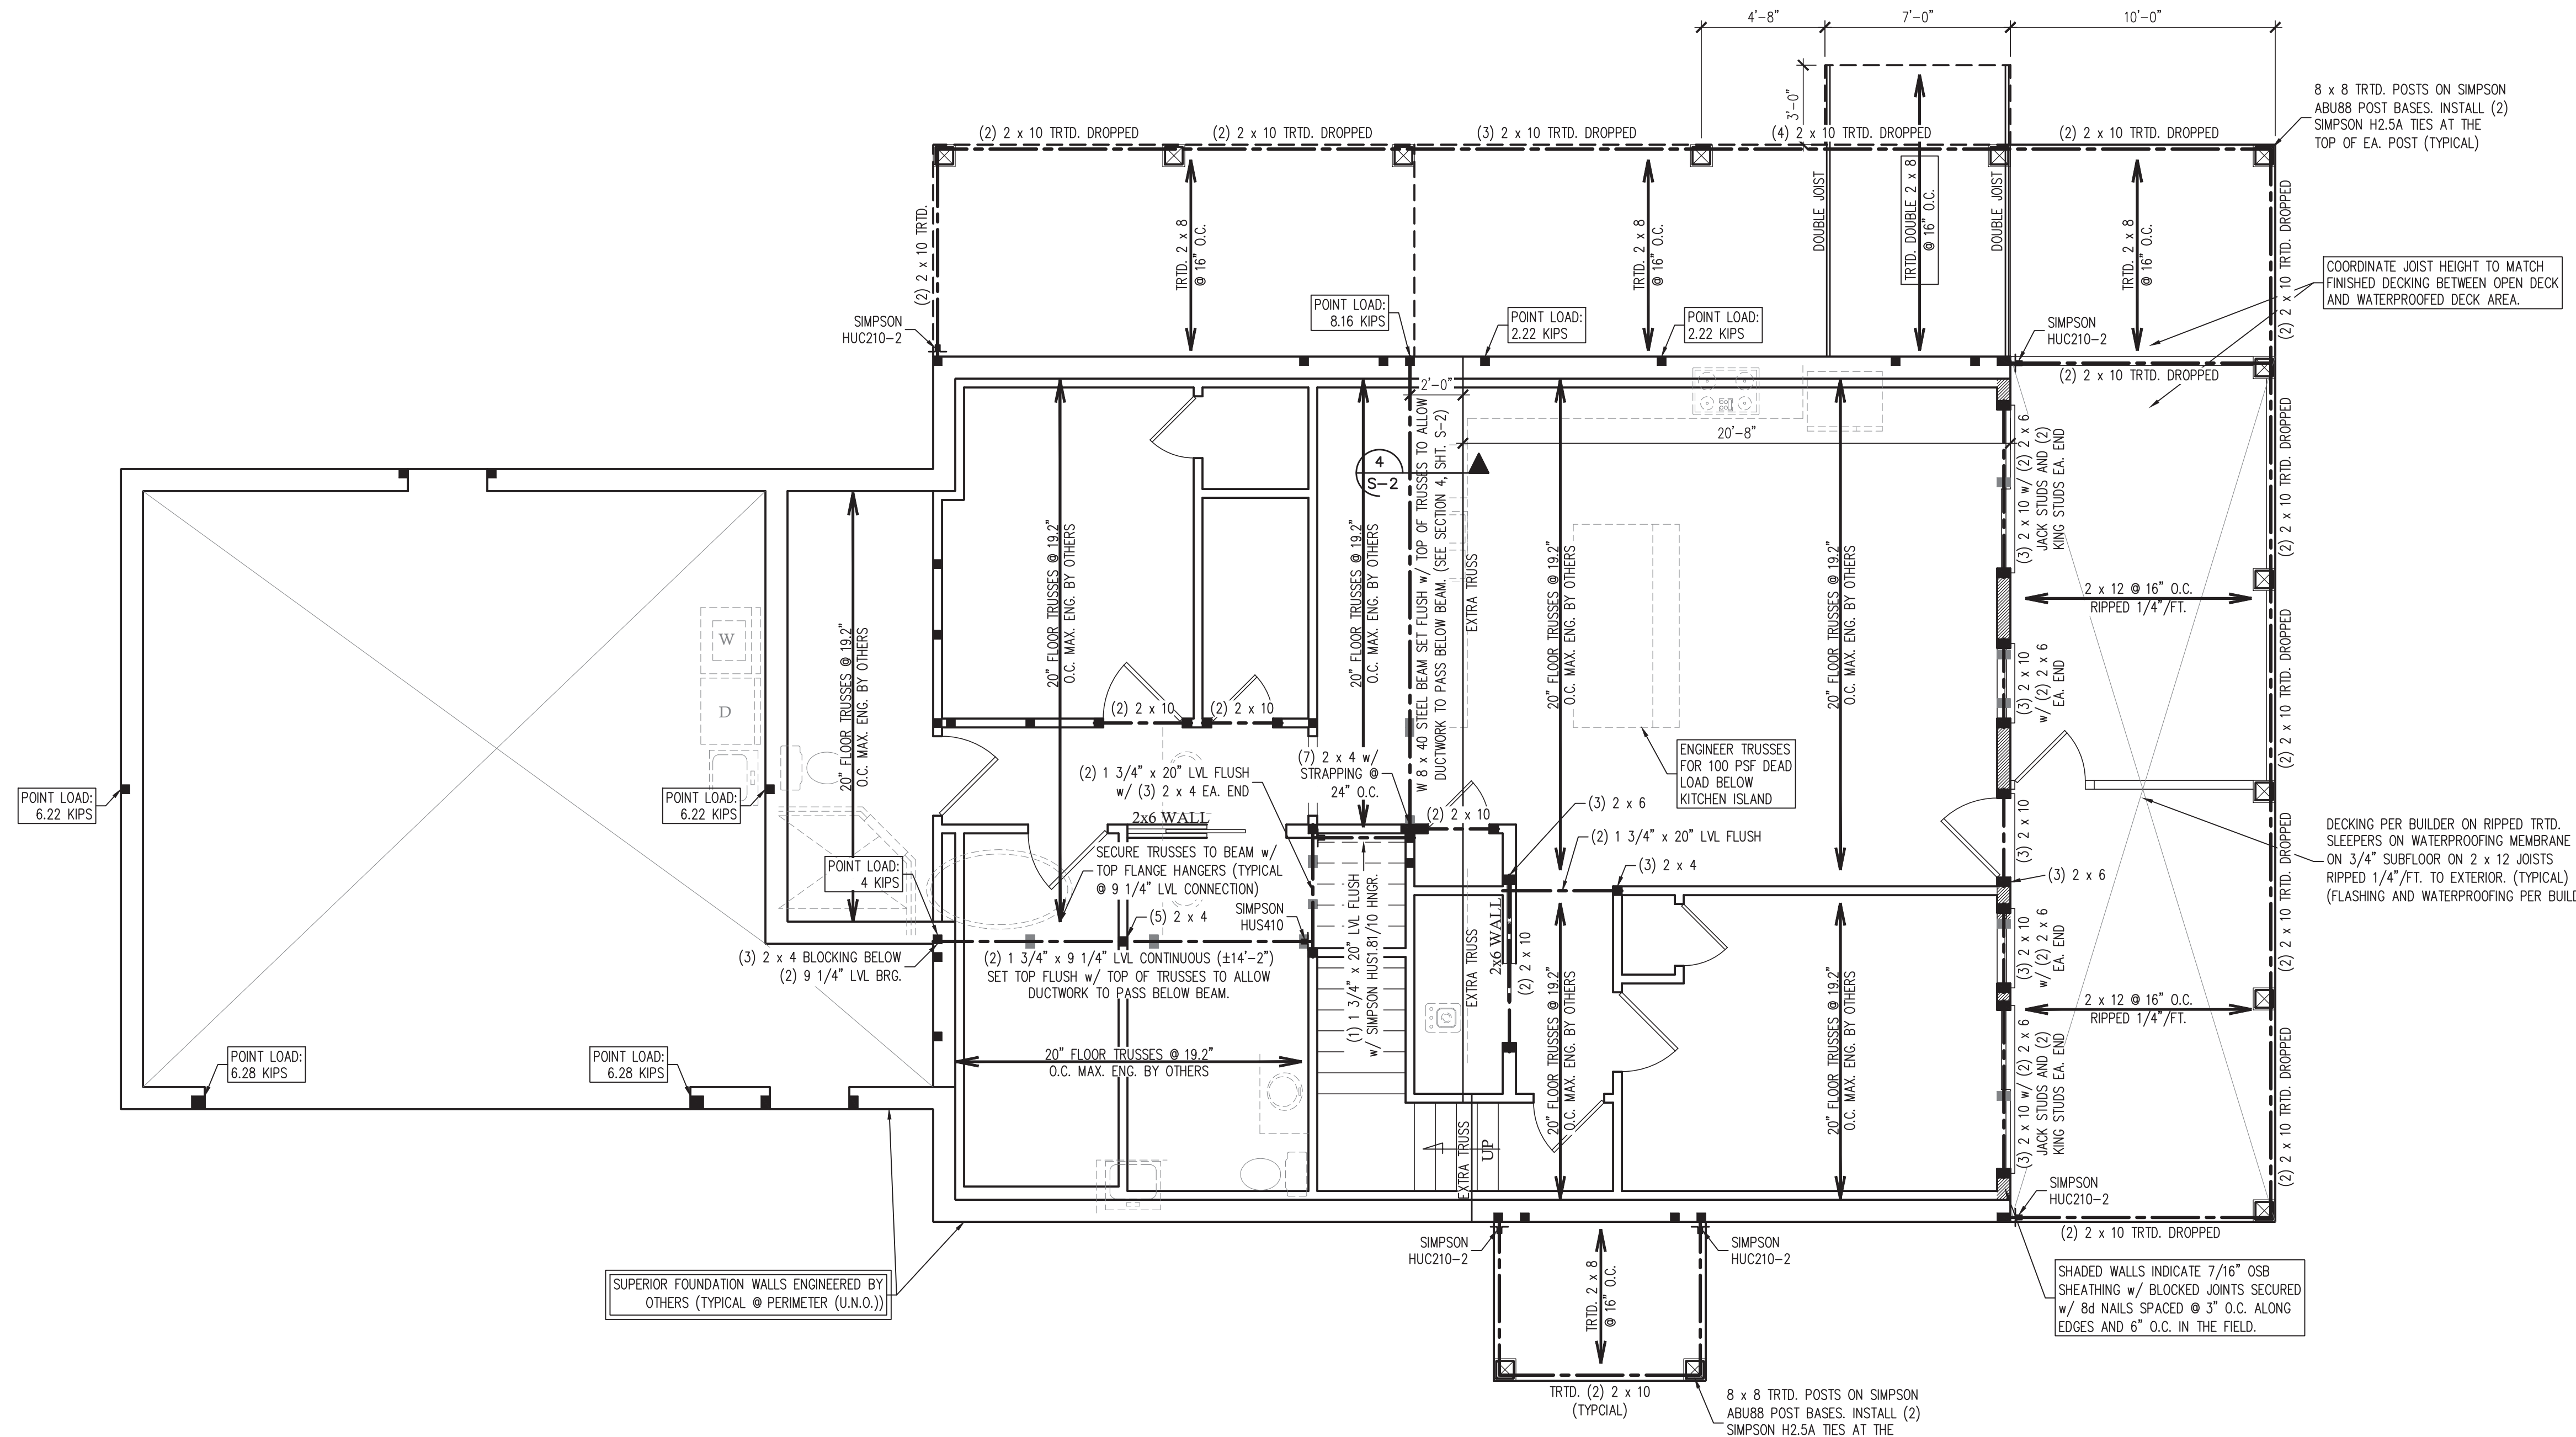 4'-8"
7'-0"
10'-0"
3'-0"
8 x 8 TRTD. POSTS ON SIMPSON
ABU88 POST BASES. INSTALL (2)
SIMPSON H2.5A TIES AT THE
TOP OF EA. POST (TYPICAL)
(2) 2 x 10 TRTD. DROPPED
(2) 2 x 10 TRTD. DROPPED
(3) 2 x 10 TRTD. DROPPED
(4) 2 x 10 TRTD. DROPPED
(2) 2 x 10 TRTD. DROPPED
(2) 2 x 10 TRTD.
TRTD. 2 x 8
@ 16" O.C.
TRTD. 2 x 8
@ 16" O.C.
DOUBLE JOIST
TRTD. DOUBLE 2 x 8
@ 16" O.C.
DOUBLE JOIST
TRTD. 2 x 8
@ 16" O.C.
(2) 2 x 10 TRTD. DROPPED
COORDINATE JOIST HEIGHT TO MATCH
FINISHED DECKING BETWEEN OPEN DECK
AND WATERPROOFED DECK AREA.
SIMPSON
HUC210-2
POINT LOAD:
8.16 KIPS
POINT LOAD:
2.22 KIPS
POINT LOAD:
2.22 KIPS
SIMPSON
HUC210-2
(2) 2 x 10 TRTD. DROPPED
2'-0"
20'-8"
4
S-2
W 8 x 40 STEEL BEAM SET FLUSH w/ TOP OF TRUSSES TO ALLOW
DUCTWORK TO PASS BELOW BEAM. (SEE SECTION 4, SHT. S-2)
EXTRA TRUSS
20" FLOOR TRUSSES @ 19.2"
O.C. MAX. ENG. BY OTHERS
20" FLOOR TRUSSES @ 19.2"
O.C. MAX. ENG. BY OTHERS
20" FLOOR TRUSSES @ 19.2"
O.C. MAX. ENG. BY OTHERS
20" FLOOR TRUSSES @ 19.2"
O.C. MAX. ENG. BY OTHERS
20" FLOOR TRUSSES @ 19.2"
O.C. MAX. ENG. BY OTHERS
(3) 2 x 10 w/ (2) 2 x 6
JACK STUDS AND (2)
KING STUDS EA. END
(2) 2 x 10 TRTD. DROPPED
2 x 12 @ 16" O.C.
RIPPED 1/4"/FT.
W
D
(3) 2 x 10
w/ (2) 2 x 6
EA. END
(2) 2 x 10 TRTD. DROPPED
(2) 2 x 10
(2) 2 x 10
(7) 2 x 4 w/
STRAPPING @
24" O.C.
(2) 1 3/4" x 20" LVL FLUSH
w/ (3) 2 x 4 EA. END
ENGINEER TRUSSES
FOR 100 PSF DEAD
LOAD BELOW
KITCHEN ISLAND
POINT LOAD:
6.22 KIPS
POINT LOAD:
6.22 KIPS
2x6 WALL
(2) 2 x 10
(3) 2 x 6
(2) 1 3/4" x 20" LVL FLUSH
(3) 2 x 4
(3) 2 x 10
(3) 2 x 6
(2) 2 x 10 TRTD. DROPPED
DECKING PER BUILDER ON RIPPED TRTD.
SLEEPERS ON WATERPROOFING MEMBRANE
ON 3/4" SUBFLOOR ON 2 x 12 JOISTS
RIPPED 1/4"/FT. TO EXTERIOR. (TYPICAL)
(FLASHING AND WATERPROOFING PER BUILD
SECURE TRUSSES TO BEAM w/
TOP FLANGE HANGERS (TYPICAL
@ 9 1/4" LVL CONNECTION)
POINT LOAD:
4 KIPS
SIMPSON
HUS410
(5) 2 x 4
(3) 2 x 4 BLOCKING BELOW
(2) 9 1/4" LVL BRG.
(2) 1 3/4" x 9 1/4" LVL CONTINUOUS (±14'-2")
SET TOP FLUSH w/ TOP OF TRUSSES TO ALLOW
DUCTWORK TO PASS BELOW BEAM.
(1) 1 3/4" x 20" LVL FLUSH
w/ SIMPSON HUS1.81/10 HNGR.
EXTRA TRUSS
2x6 WALL
(2) 2 x 10
20" FLOOR TRUSSES @ 19.2"
O.C. MAX. ENG. BY OTHERS
20" FLOOR TRUSSES @ 19.2"
O.C. MAX. ENG. BY OTHERS
(3) 2 x 10
w/ (2) 2 x 6
EA. END
2 x 12 @ 16" O.C.
RIPPED 1/4"/FT.
(3) 2 x 10 w/ (2) 2 x 6
JACK STUDS AND (2)
KING STUDS EA. END
(2) 2 x 10 TRTD. DROPPED
20" FLOOR TRUSSES @ 19.2"
O.C. MAX. ENG. BY OTHERS
POINT LOAD:
6.28 KIPS
POINT LOAD:
6.28 KIPS
EXTRA TRUSS
UP
SIMPSON
HUC210-2
(2) 2 x 10 TRTD. DROPPED
SIMPSON
HUC210-2
SIMPSON
HUC210-2
SUPERIOR FOUNDATION WALLS ENGINEERED BY
OTHERS (TYPICAL @ PERIMETER (U.N.O.))
TRTD. 2 x 8
@ 16" O.C.
SHADED WALLS INDICATE 7/16" OSB
SHEATHING w/ BLOCKED JOINTS SECURED
w/ 8d NAILS SPACED @ 3" O.C. ALONG
EDGES AND 6" O.C. IN THE FIELD.
TRTD. (2) 2 x 10
(TYPCIAL)
8 x 8 TRTD. POSTS ON SIMPSON
ABU88 POST BASES. INSTALL (2)
SIMPSON H2.5A TIES AT THE